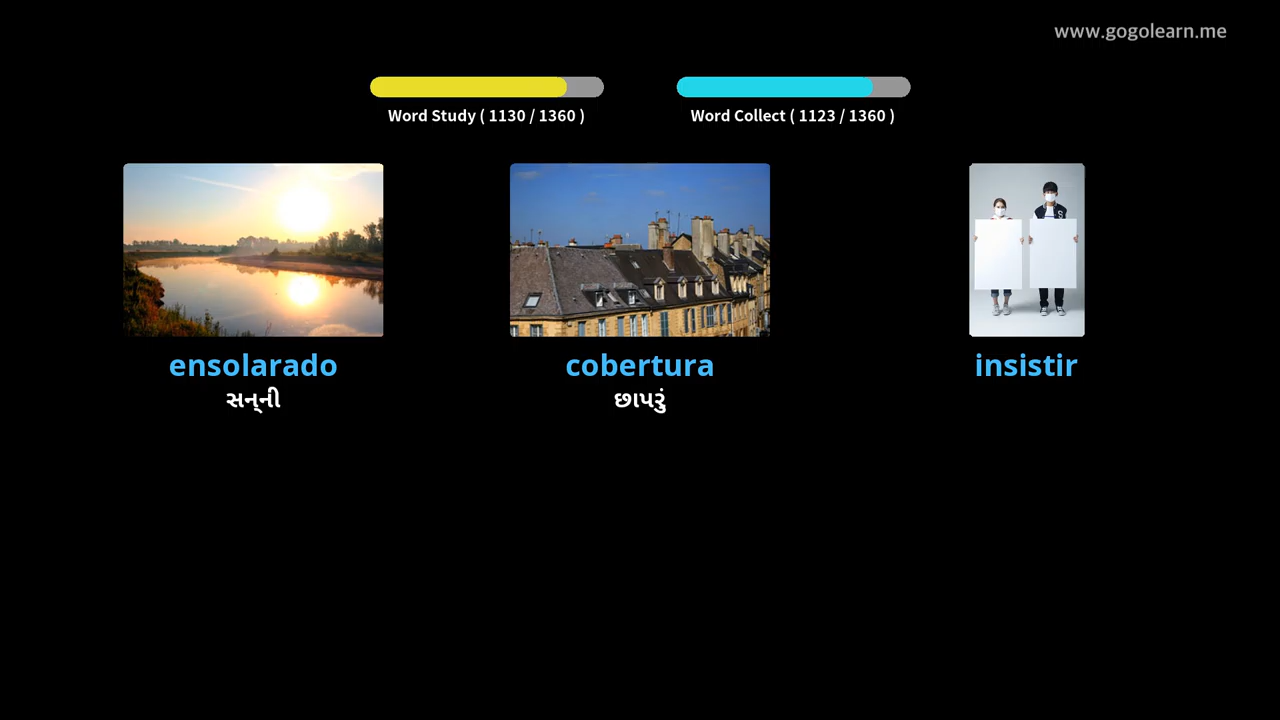 www.gogolearn.me
Word Study ( 1130 / 1360 )
Word Collect ( 1123 / 1360 )
ensolarado
સન્‌ની
cobertura
છાપરું
insistir